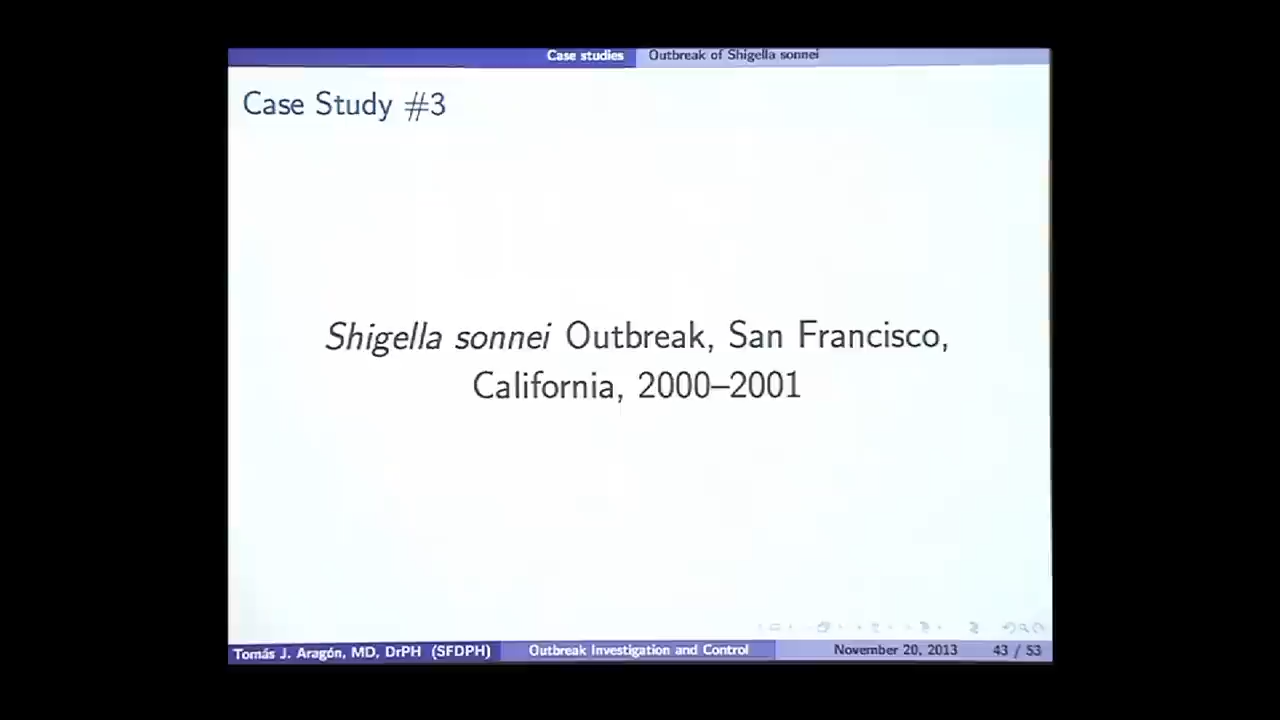 Case studies Outbreak of Shigella sonnei
Case Study #3
Shigella sonnei Outbreak, San Francisco,
California, 2000–2001
Tomás J. Aragón, MD, DrPH (SFDPH) Outbreak Investigation and Control November 20, 2013 43 / 53